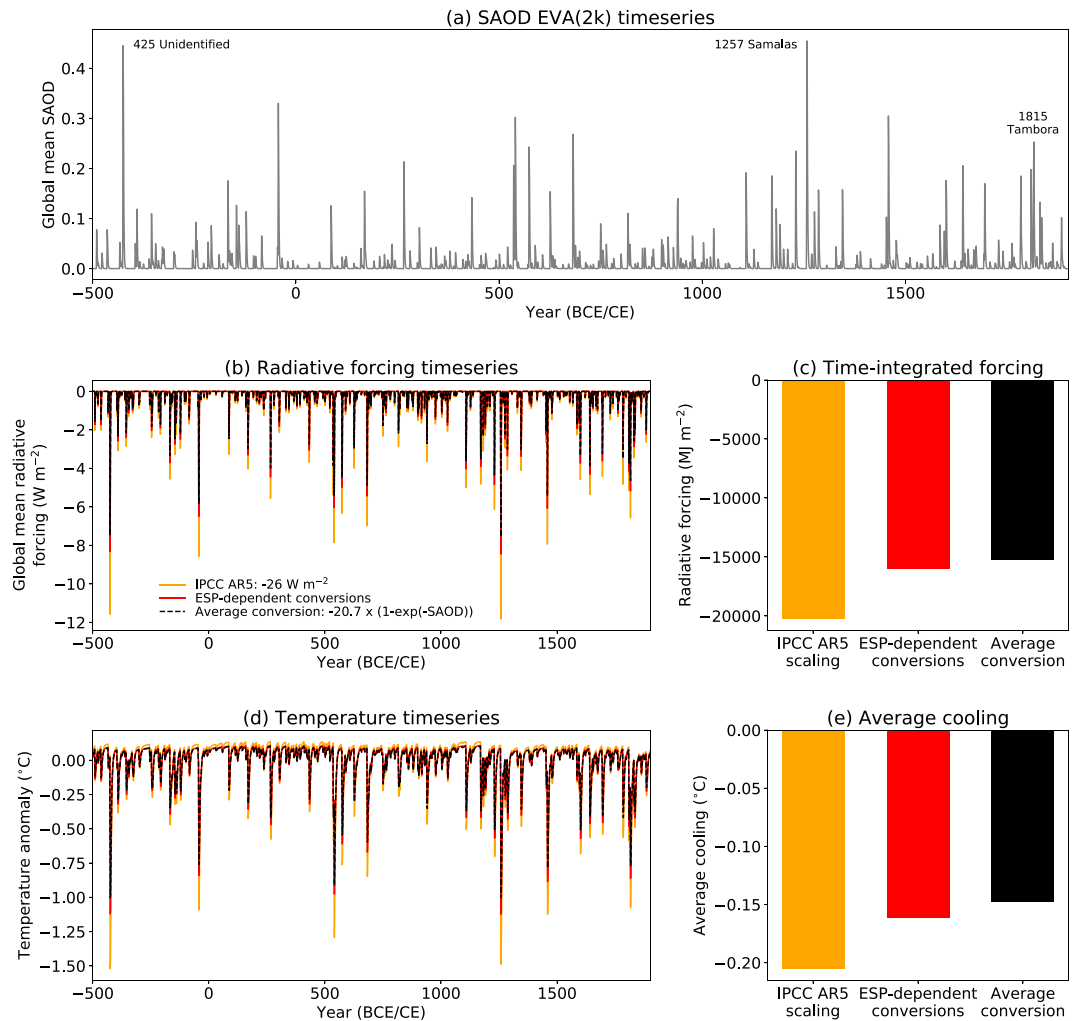 (a) SAOD EVA(2k) timeseries
Global mean SAOD
0.4
0.3
0.2
0.1
0.0
425 Unidentified
1257 Samalas
1815
Tambora
−500
0
500
1000
1500
Year (BCE/CE)
(b) Radiative forcing timeseries
Global mean radiative
forcing (W m⁻²)
0
−2
−4
−6
−8
−10
−12
IPCC AR5: -26 W m⁻²
ESP-dependent conversions
Average conversion: -20.7 x (1-exp(-SAOD))
−500
0
500
1000
1500
Year (BCE/CE)
(c) Time-integrated forcing
Radiative forcing (MJ m⁻²)
0
−5000
−10000
−15000
−20000
IPCC AR5
scaling
ESP-dependent
conversions
Average
conversion
(d) Temperature timeseries
Temperature anomaly (°C)
0.00
−0.25
−0.50
−0.75
−1.00
−1.25
−1.50
−500
0
500
1000
1500
Year (BCE/CE)
(e) Average cooling
Average cooling (°C)
0.00
−0.05
−0.10
−0.15
−0.20
IPCC AR5
scaling
ESP-dependent
conversions
Average
conversion